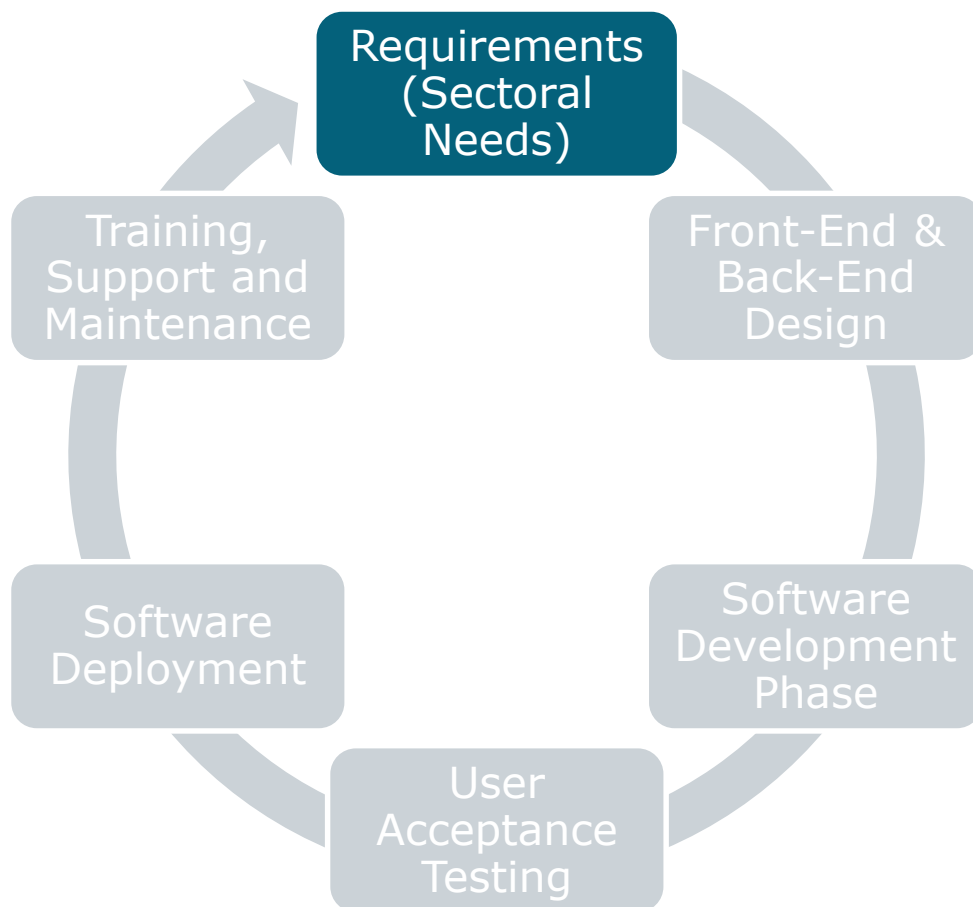 Requirements
(Sectoral
Needs)
Front-End &
Back-End
Design
Software
Development
Phase
User
Acceptance
Testing
Software
Deployment
Training,
Support and
Maintenance